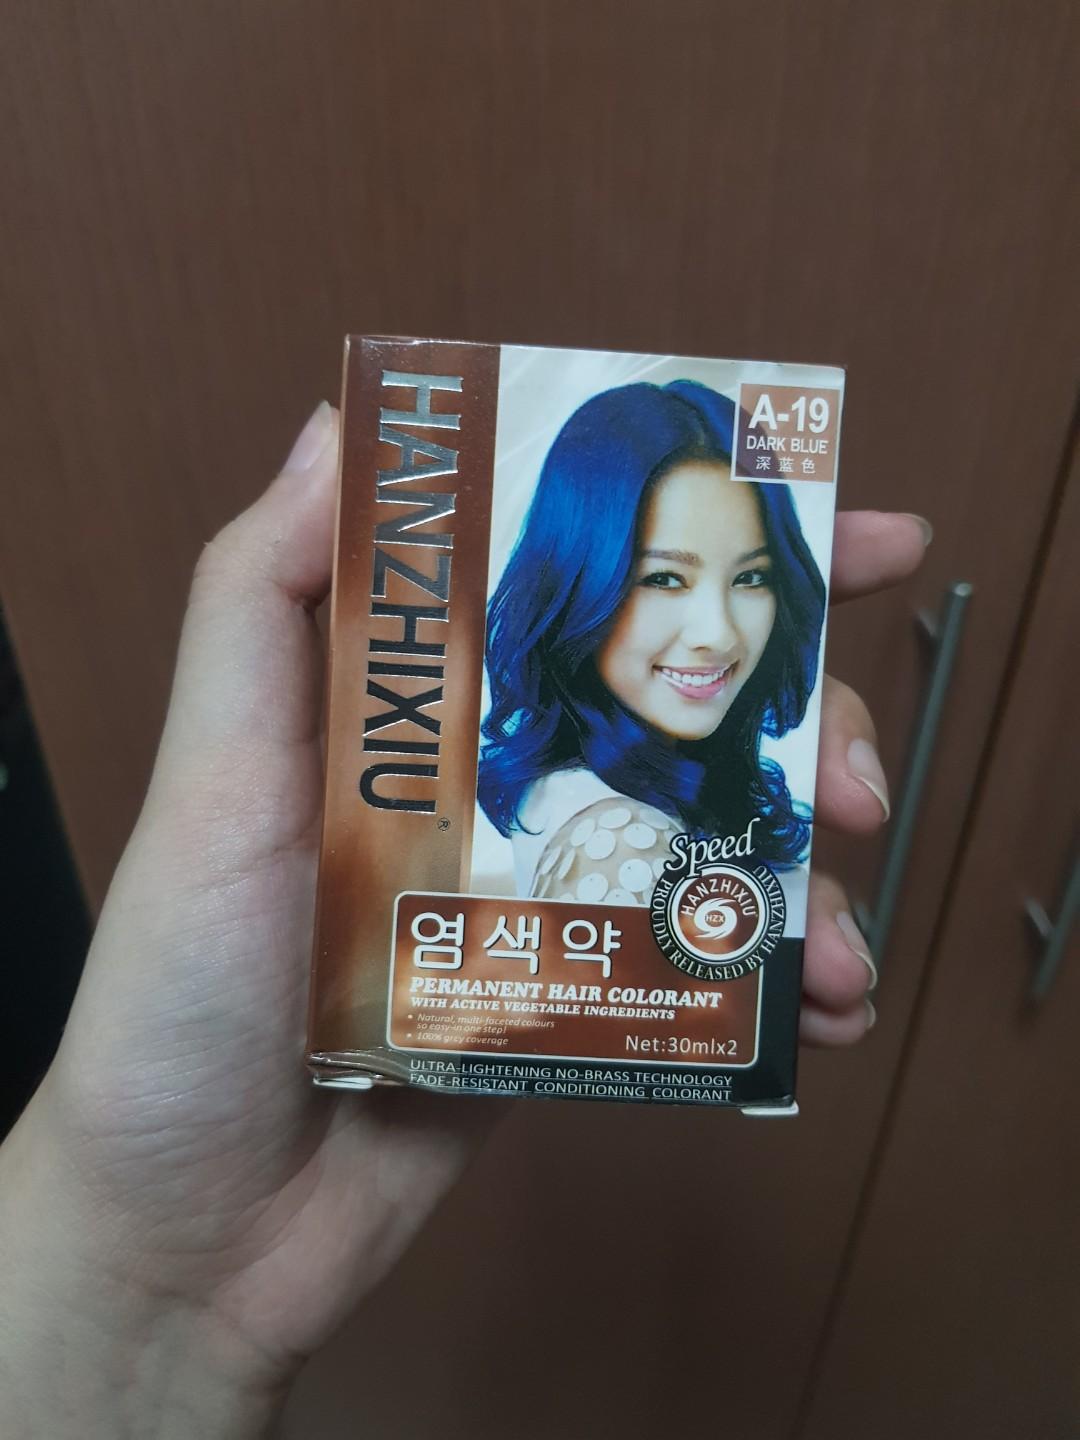 HANZHIXIU®
A-19
DARK BLUE
深蓝色
Speed
HANZHIXIU
HZX
PROUDLY RELEASED BY HANZHIXIU
염색약
PERMANENT HAIR COLORANT
WITH ACTIVE VEGETABLE INGREDIENTS
• Natural, multi-faceted colours
so easy-in one step!
• 100% grey coverage
Net:30mlx2
ULTRA-LIGHTENING NO-BRASS TECHNOLOGY
FADE-RESISTANT CONDITIONING COLORANT